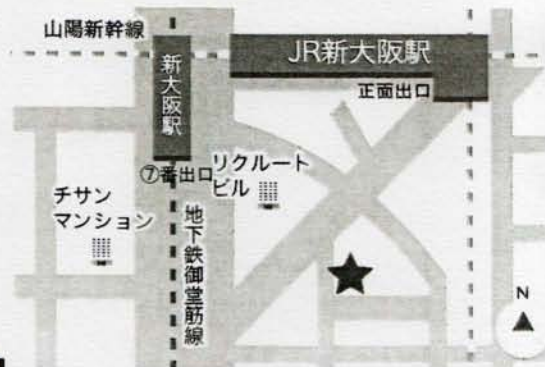 山陽新幹線
新大阪駅
JR新大阪駅
正面出口
⑦番出口
リクルート
ビル
チサン
マンション
地下鉄御堂筋線
N